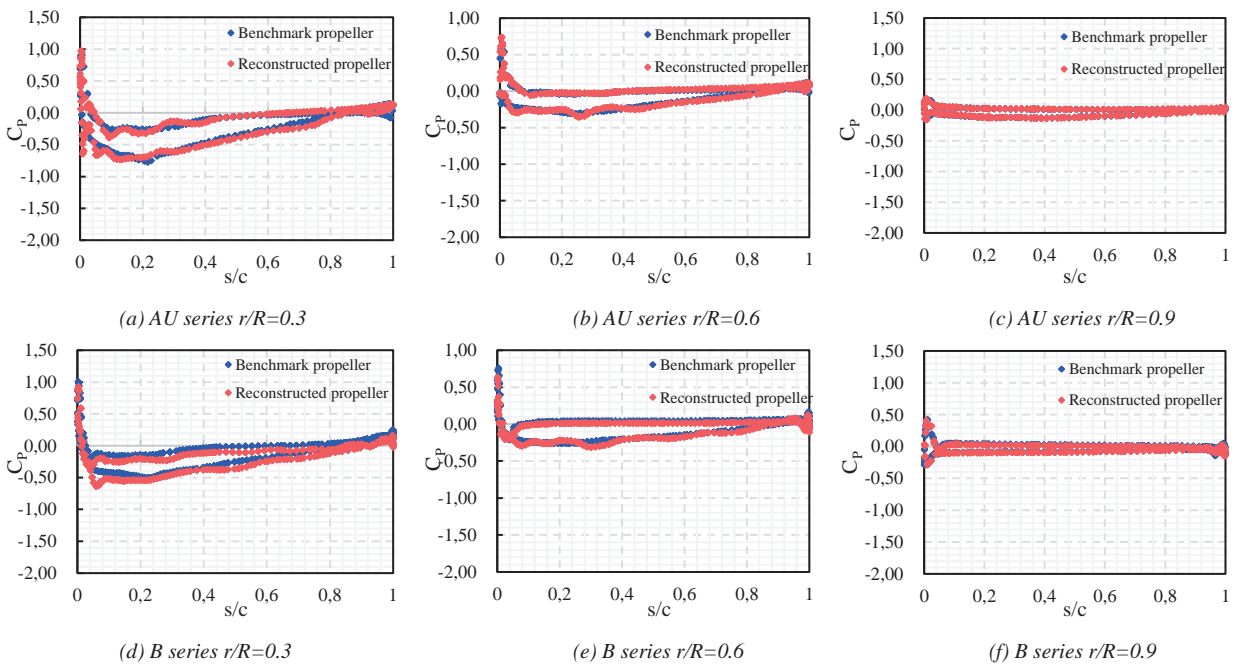 1,50
1,00
0,50
0,00
-0,50
-1,00
-1,50
-2,00
C_P
0 0,2 0,4 0,6 0,8 1
s/c
Benchmark propeller
Reconstructed propeller
(a) AU series r/R=0.3
1,00
0,50
0,00
-0,50
-1,00
-1,50
-2,00
C_P
0 0,2 0,4 0,6 0,8 1
s/c
Benchmark propeller
Reconstructed propeller
(b) AU series r/R=0.6
1,50
1,00
0,50
0,00
-0,50
-1,00
-1,50
-2,00
C_P
0 0,2 0,4 0,6 0,8 1
s/c
Benchmark propeller
Reconstructed propeller
(c) AU series r/R=0.9
1,50
1,00
0,50
0,00
-0,50
-1,00
-1,50
-2,00
C_P
0 0,2 0,4 0,6 0,8 1
s/c
Benchmark propeller
Reconstructed propeller
(d) B series r/R=0.3
1,00
0,50
0,00
-0,50
-1,00
-1,50
-2,00
C_P
0 0,2 0,4 0,6 0,8 1
s/c
Benchmark propeller
Reconstructed propeller
(e) B series r/R=0.6
1,50
1,00
0,50
0,00
-0,50
-1,00
-1,50
-2,00
C_P
0 0,2 0,4 0,6 0,8 1
s/c
Benchmark propeller
Reconstructed propeller
(f) B series r/R=0.9